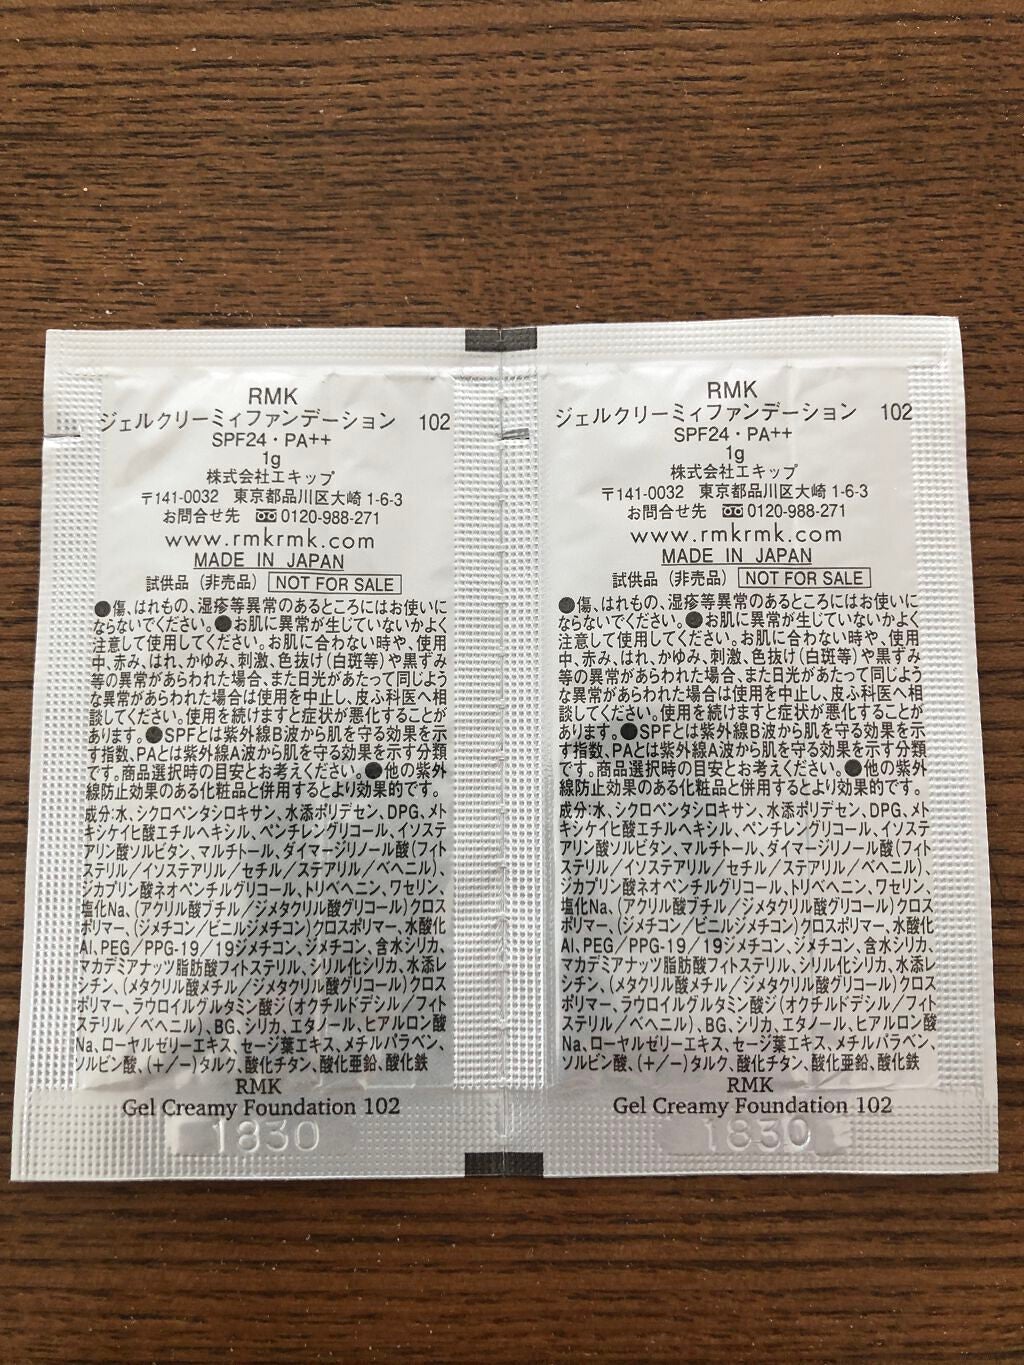 RMK
ジェルクリーミィファンデーション 102
SPF24・PA++
1g
株式会社エキップ
〒141-0032 東京都品川区大崎 1-6-3
お問合せ先 0120-988-271
www.rmkrmk.com
MADE IN JAPAN
試供品（非売品） NOT FOR SALE
●傷、はれもの、湿疹等異常のあるところにはお使いに
ならないでください。●お肌に異常が生じていないかよく
注意して使用してください。お肌に合わない時や、使用
中、赤み、はれ、かゆみ、刺激、色抜け（白斑等）や黒ずみ
等の異常があらわれた場合、また日光があたって同じよう
な異常があらわれた場合は使用を中止し、皮ふ科医へ相
談してください。使用を続けますと症状が悪化することが
あります。●SPFとは紫外線B波から肌を守る効果を示
す指数、PAとは紫外線A波から肌を守る効果を示す分類
です。商品選択時の目安とお考えください。●他の紫外
線防止効果のある化粧品と併用するとより効果的です。
成分：水、シクロペンタシロキサン、水添ポリデセン、DPG、メト
キシケイヒ酸エチルヘキシル、ペンチレングリコール、イソステ
アリン酸ソルビタン、マルチトール、ダイマージリノール酸（フィト
ステリル／イソステアリル／セチル／ステアリル／ベヘニル）、
ジカプリン酸ネオペンチルグリコール、トリベヘニン、ワセリン、
塩化Na、（アクリル酸ブチル／ジメタクリル酸グリコール）クロス
ポリマー、（ジメチコン／ビニルジメチコン）クロスポリマー、水酸化
Al、PEG／PPG-19／19ジメチコン、ジメチコン、含水シリカ、
マカデミアナッツ脂肪酸フィトステリル、シリル化シリカ、水添レ
シチン、（メタクリル酸メチル／ジメタクリル酸グリコール）クロス
ポリマー、ラウロイルグルタミン酸ジ（オクチルドデシル／フィト
ステリル／ベヘニル）、BG、シリカ、エタノール、ヒアルロン酸
Na、ローヤルゼリーエキス、セージ葉エキス、メチルパラベン、
ソルビン酸、（+／−）タルク、酸化チタン、酸化亜鉛、酸化鉄
RMK
Gel Creamy Foundation 102
1830
RMK
ジェルクリーミィファンデーション 102
SPF24・PA++
1g
株式会社エキップ
〒141-0032 東京都品川区大崎 1-6-3
お問合せ先 0120-988-271
www.rmkrmk.com
MADE IN JAPAN
試供品（非売品） NOT FOR SALE
●傷、はれもの、湿疹等異常のあるところにはお使いに
ならないでください。●お肌に異常が生じていないかよく
注意して使用してください。お肌に合わない時や、使用
中、赤み、はれ、かゆみ、刺激、色抜け（白斑等）や黒ずみ
等の異常があらわれた場合、また日光があたって同じよう
な異常があらわれた場合は使用を中止し、皮ふ科医へ相
談してください。使用を続けますと症状が悪化することが
あります。●SPFとは紫外線B波から肌を守る効果を示
す指数、PAとは紫外線A波から肌を守る効果を示す分類
です。商品選択時の目安とお考えください。●他の紫外
線防止効果のある化粧品と併用するとより効果的です。
成分：水、シクロペンタシロキサン、水添ポリデセン、DPG、メト
キシケイヒ酸エチルヘキシル、ペンチレングリコール、イソステ
アリン酸ソルビタン、マルチトール、ダイマージリノール酸（フィト
ステリル／イソステアリル／セチル／ステアリル／ベヘニル）、
ジカプリン酸ネオペンチルグリコール、トリベヘニン、ワセリン、
塩化Na、（アクリル酸ブチル／ジメタクリル酸グリコール）クロス
ポリマー、（ジメチコン／ビニルジメチコン）クロスポリマー、水酸化
Al、PEG／PPG-19／19ジメチコン、ジメチコン、含水シリカ、
マカデミアナッツ脂肪酸フィトステリル、シリル化シリカ、水添レ
シチン、（メタクリル酸メチル／ジメタクリル酸グリコール）クロス
ポリマー、ラウロイルグルタミン酸ジ（オクチルドデシル／フィト
ステリル／ベヘニル）、BG、シリカ、エタノール、ヒアルロン酸
Na、ローヤルゼリーエキス、セージ葉エキス、メチルパラベン、
ソルビン酸、（+／−）タルク、酸化チタン、酸化亜鉛、酸化鉄
RMK
Gel Creamy Foundation 102
1830